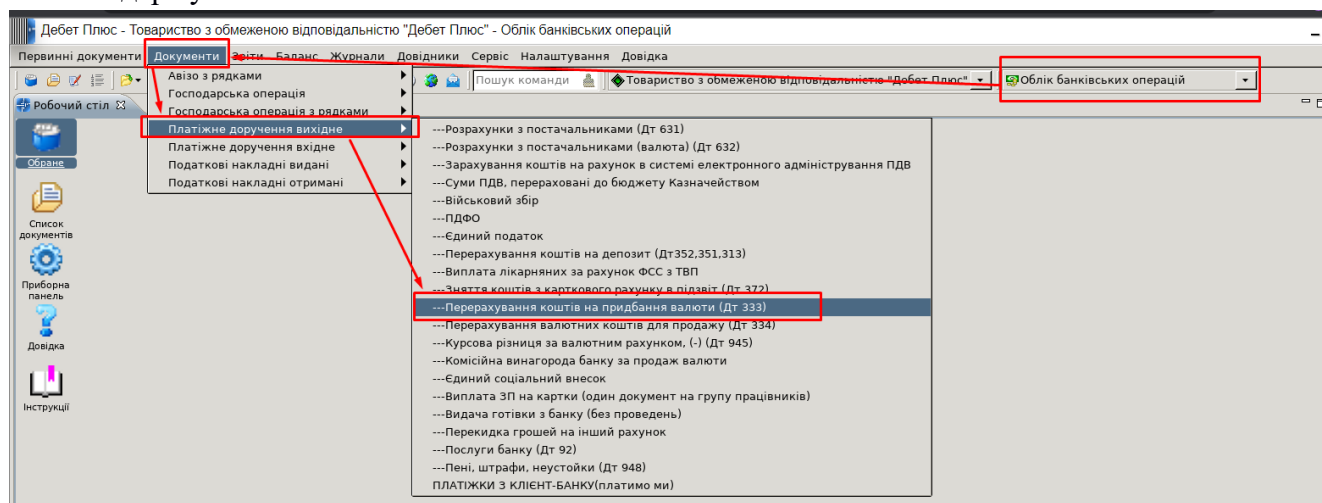 Дебет Плюс - Товариство з обмеженою відповідальністю "Дебет Плюс" - Облік банківських операцій
Первинні документи Документи Звіти Баланс Журнали Довідники Сервіс Налаштування Довідка
Пошук команди Товариство з обмеженою відповідальністю "Дебет Плюс" Облік банківських операцій
Робочий стіл
Обране
Список документів
Приборна панель
Довідка
Інструкції
Авізо з рядками
Господарська операція
Господарська операція з рядками
Платіжне доручення вихідне
Платіжне доручення вхідне
Податкові накладні видані
Податкові накладні отримані
---Розрахунки з постачальниками (Дт 631)
---Розрахунки з постачальниками (валюта) (Дт 632)
---Зарахування коштів на рахунок в системі електронного адміністрування ПДВ
---Суми ПДВ, перераховані до бюджету Казначейством
---Військовий збір
---ПДФО
---Єдиний податок
---Перерахування коштів на депозит (Дт352,351,313)
---Виплата лікарняних за рахунок ФСС з ТВП
---Зняття коштів з карткового рахунку в підзвіт (Дт 372)
---Перерахування коштів на придбання валюти (Дт 333)
---Перерахування валютних коштів для продажу (Дт 334)
---Курсова різниця за валютним рахунком, (-) (Дт 945)
---Комісійна винагорода банку за продаж валюти
---Єдиний соціальний внесок
---Виплата ЗП на картки (один документ на групу працівників)
---Видача готівки з банку (без проведень)
---Перекидка грошей на інший рахунок
---Послуги банку (Дт 92)
---Пені, штрафи, неустойки (Дт 948)
ПЛАТІЖКИ З КЛІЄНТ-БАНКУ(платимо ми)